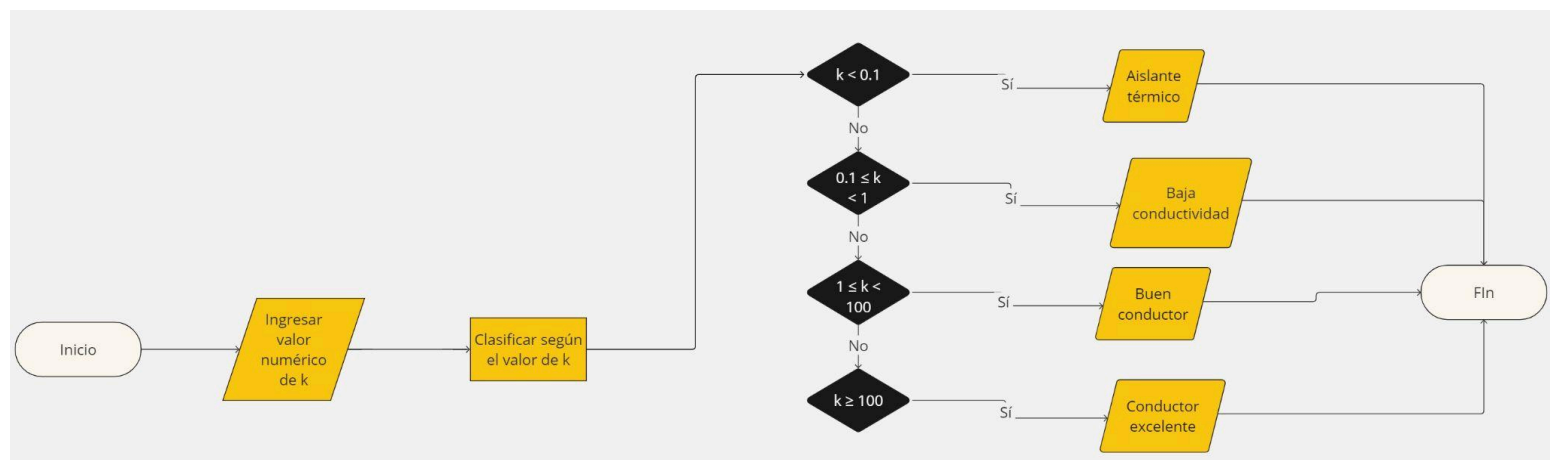 Inicio
Ingresar
valor
numérico
de k
Clasificar según
el valor de k
k < 0.1
Sí
Aislante
térmico
No
0.1 ≤ k
< 1
Sí
Baja
conductividad
No
1 ≤ k <
100
Sí
Buen
conductor
No
k ≥ 100
Sí
Conductor
excelente
FIn